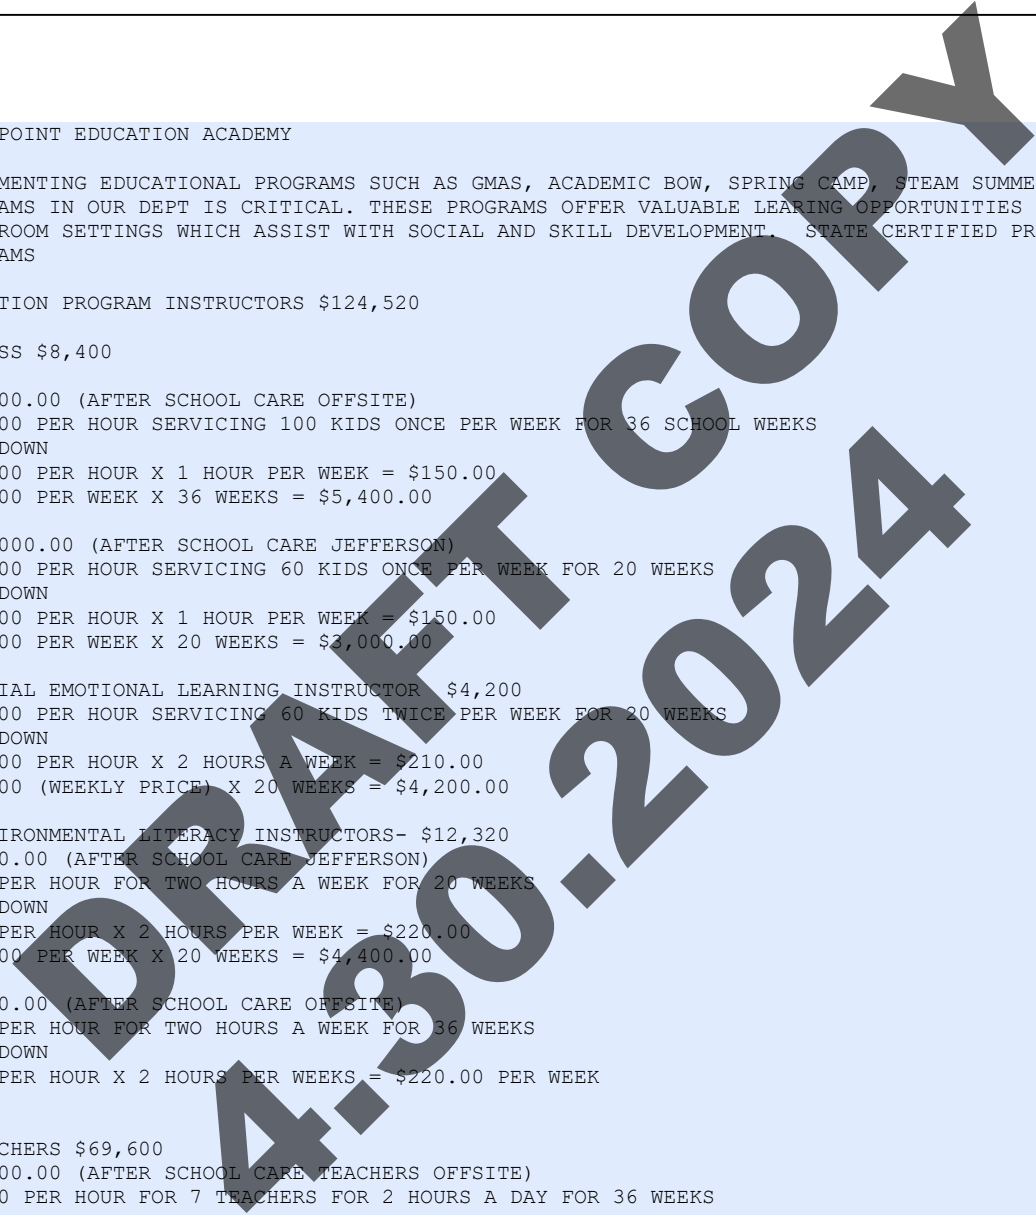 POINT EDUCATION ACADEMY
MENTING EDUCATIONAL PROGRAMS SUCH AS GMAS, ACADEMIC BOW, SPRING CAMP, STEAM SUMME
AMS IN OUR DEPT IS CRITICAL. THESE PROGRAMS OFFER VALUABLE LEARING OPPORTUNITIES
ROOM SETTINGS WHICH ASSIST WITH SOCIAL AND SKILL DEVELOPMENT.  STATE CERTIFIED PR
AMS
TION PROGRAM INSTRUCTORS $124,520
SS $8,400
00.00 (AFTER SCHOOL CARE OFFSITE)
00 PER HOUR SERVICING 100 KIDS ONCE PER WEEK FOR 36 SCHOOL WEEKS
DOWN
00 PER HOUR X 1 HOUR PER WEEK = $150.00
00 PER WEEK X 36 WEEKS = $5,400.00
000.00 (AFTER SCHOOL CARE JEFFERSON)
00 PER HOUR SERVICING 60 KIDS ONCE PER WEEK FOR 20 WEEKS
DOWN
00 PER HOUR X 1 HOUR PER WEEK = $150.00
00 PER WEEK X 20 WEEKS = $3,000.00
IAL EMOTIONAL LEARNING INSTRUCTOR  $4,200
00 PER HOUR SERVICING 60 KIDS TWICE PER WEEK FOR 20 WEEKS
DOWN
00 PER HOUR X 2 HOURS A WEEK = $210.00
00 (WEEKLY PRICE) X 20 WEEKS = $4,200.00
IRONMENTAL LITERACY INSTRUCTORS- $12,320
0.00 (AFTER SCHOOL CARE JEFFERSON)
PER HOUR FOR TWO HOURS A WEEK FOR 20 WEEKS
DOWN
PER HOUR X 2 HOURS PER WEEK = $220.00
00 PER WEEK X 20 WEEKS = $4,400.00
0.00 (AFTER SCHOOL CARE OFFSITE)
PER HOUR FOR TWO HOURS A WEEK FOR 36 WEEKS
DOWN
PER HOUR X 2 HOURS PER WEEKS = $220.00 PER WEEK
CHERS $69,600
00.00 (AFTER SCHOOL CARE TEACHERS OFFSITE)
0 PER HOUR FOR 7 TEACHERS FOR 2 HOURS A DAY FOR 36 WEEKS
DRAFT COPY
4.30.2024